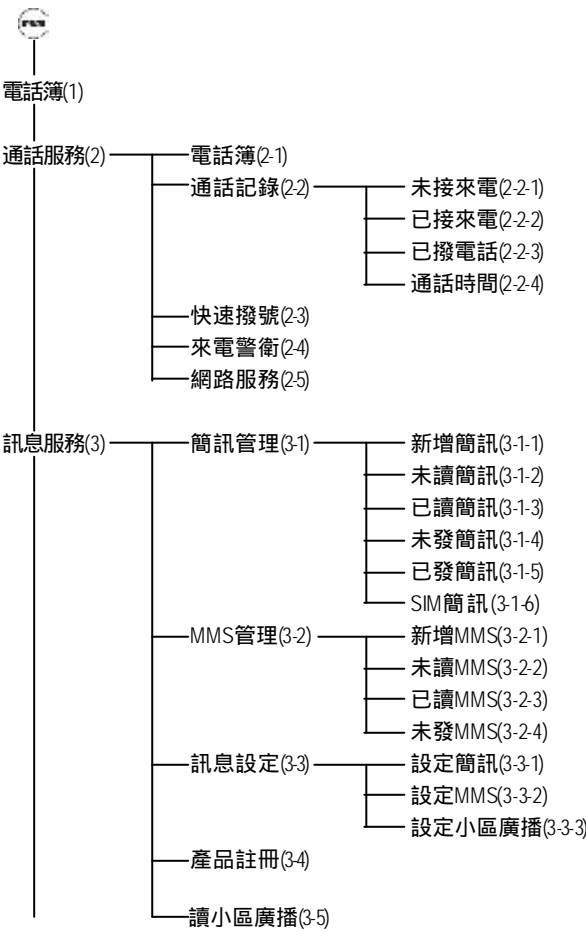 電話簿(1)
通話服務(2) 電話簿(2-1)
通話記錄(2-2) 未接來電(2-2-1)
已接來電(2-2-2)
已撥電話(2-2-3)
通話時間(2-2-4)
快速撥號(2-3)
來電警衛(2-4)
網路服務(2-5)
訊息服務(3) 簡訊管理(3-1) 新增簡訊(3-1-1)
未讀簡訊(3-1-2)
已讀簡訊(3-1-3)
未發簡訊(3-1-4)
已發簡訊(3-1-5)
SIM簡訊(3-1-6)
MMS管理(3-2) 新增MMS(3-2-1)
未讀MMS(3-2-2)
已讀MMS(3-2-3)
未發MMS(3-2-4)
訊息設定(3-3) 設定簡訊(3-3-1)
設定MMS(3-3-2)
設定小區廣播(3-3-3)
產品註冊(3-4)
讀小區廣播(3-5)